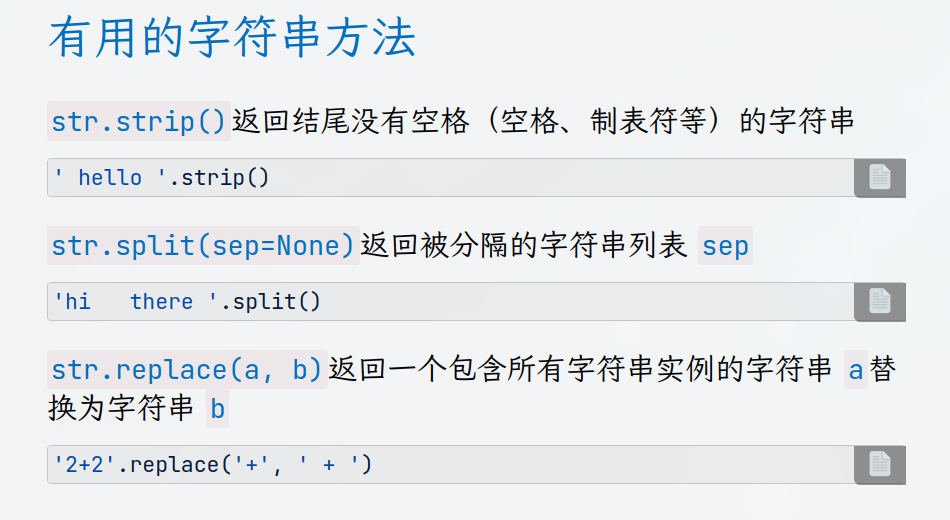 有用的字符串方法
str.strip()返回结尾没有空格（空格、制表符等）的字符串
' hello '.strip()
str.split(sep=None)返回被分隔的字符串列表 sep
'hi   there '.split()
str.replace(a, b)返回一个包含所有字符串实例的字符串 a替
换为字符串 b
'2+2'.replace('+', ' + ')